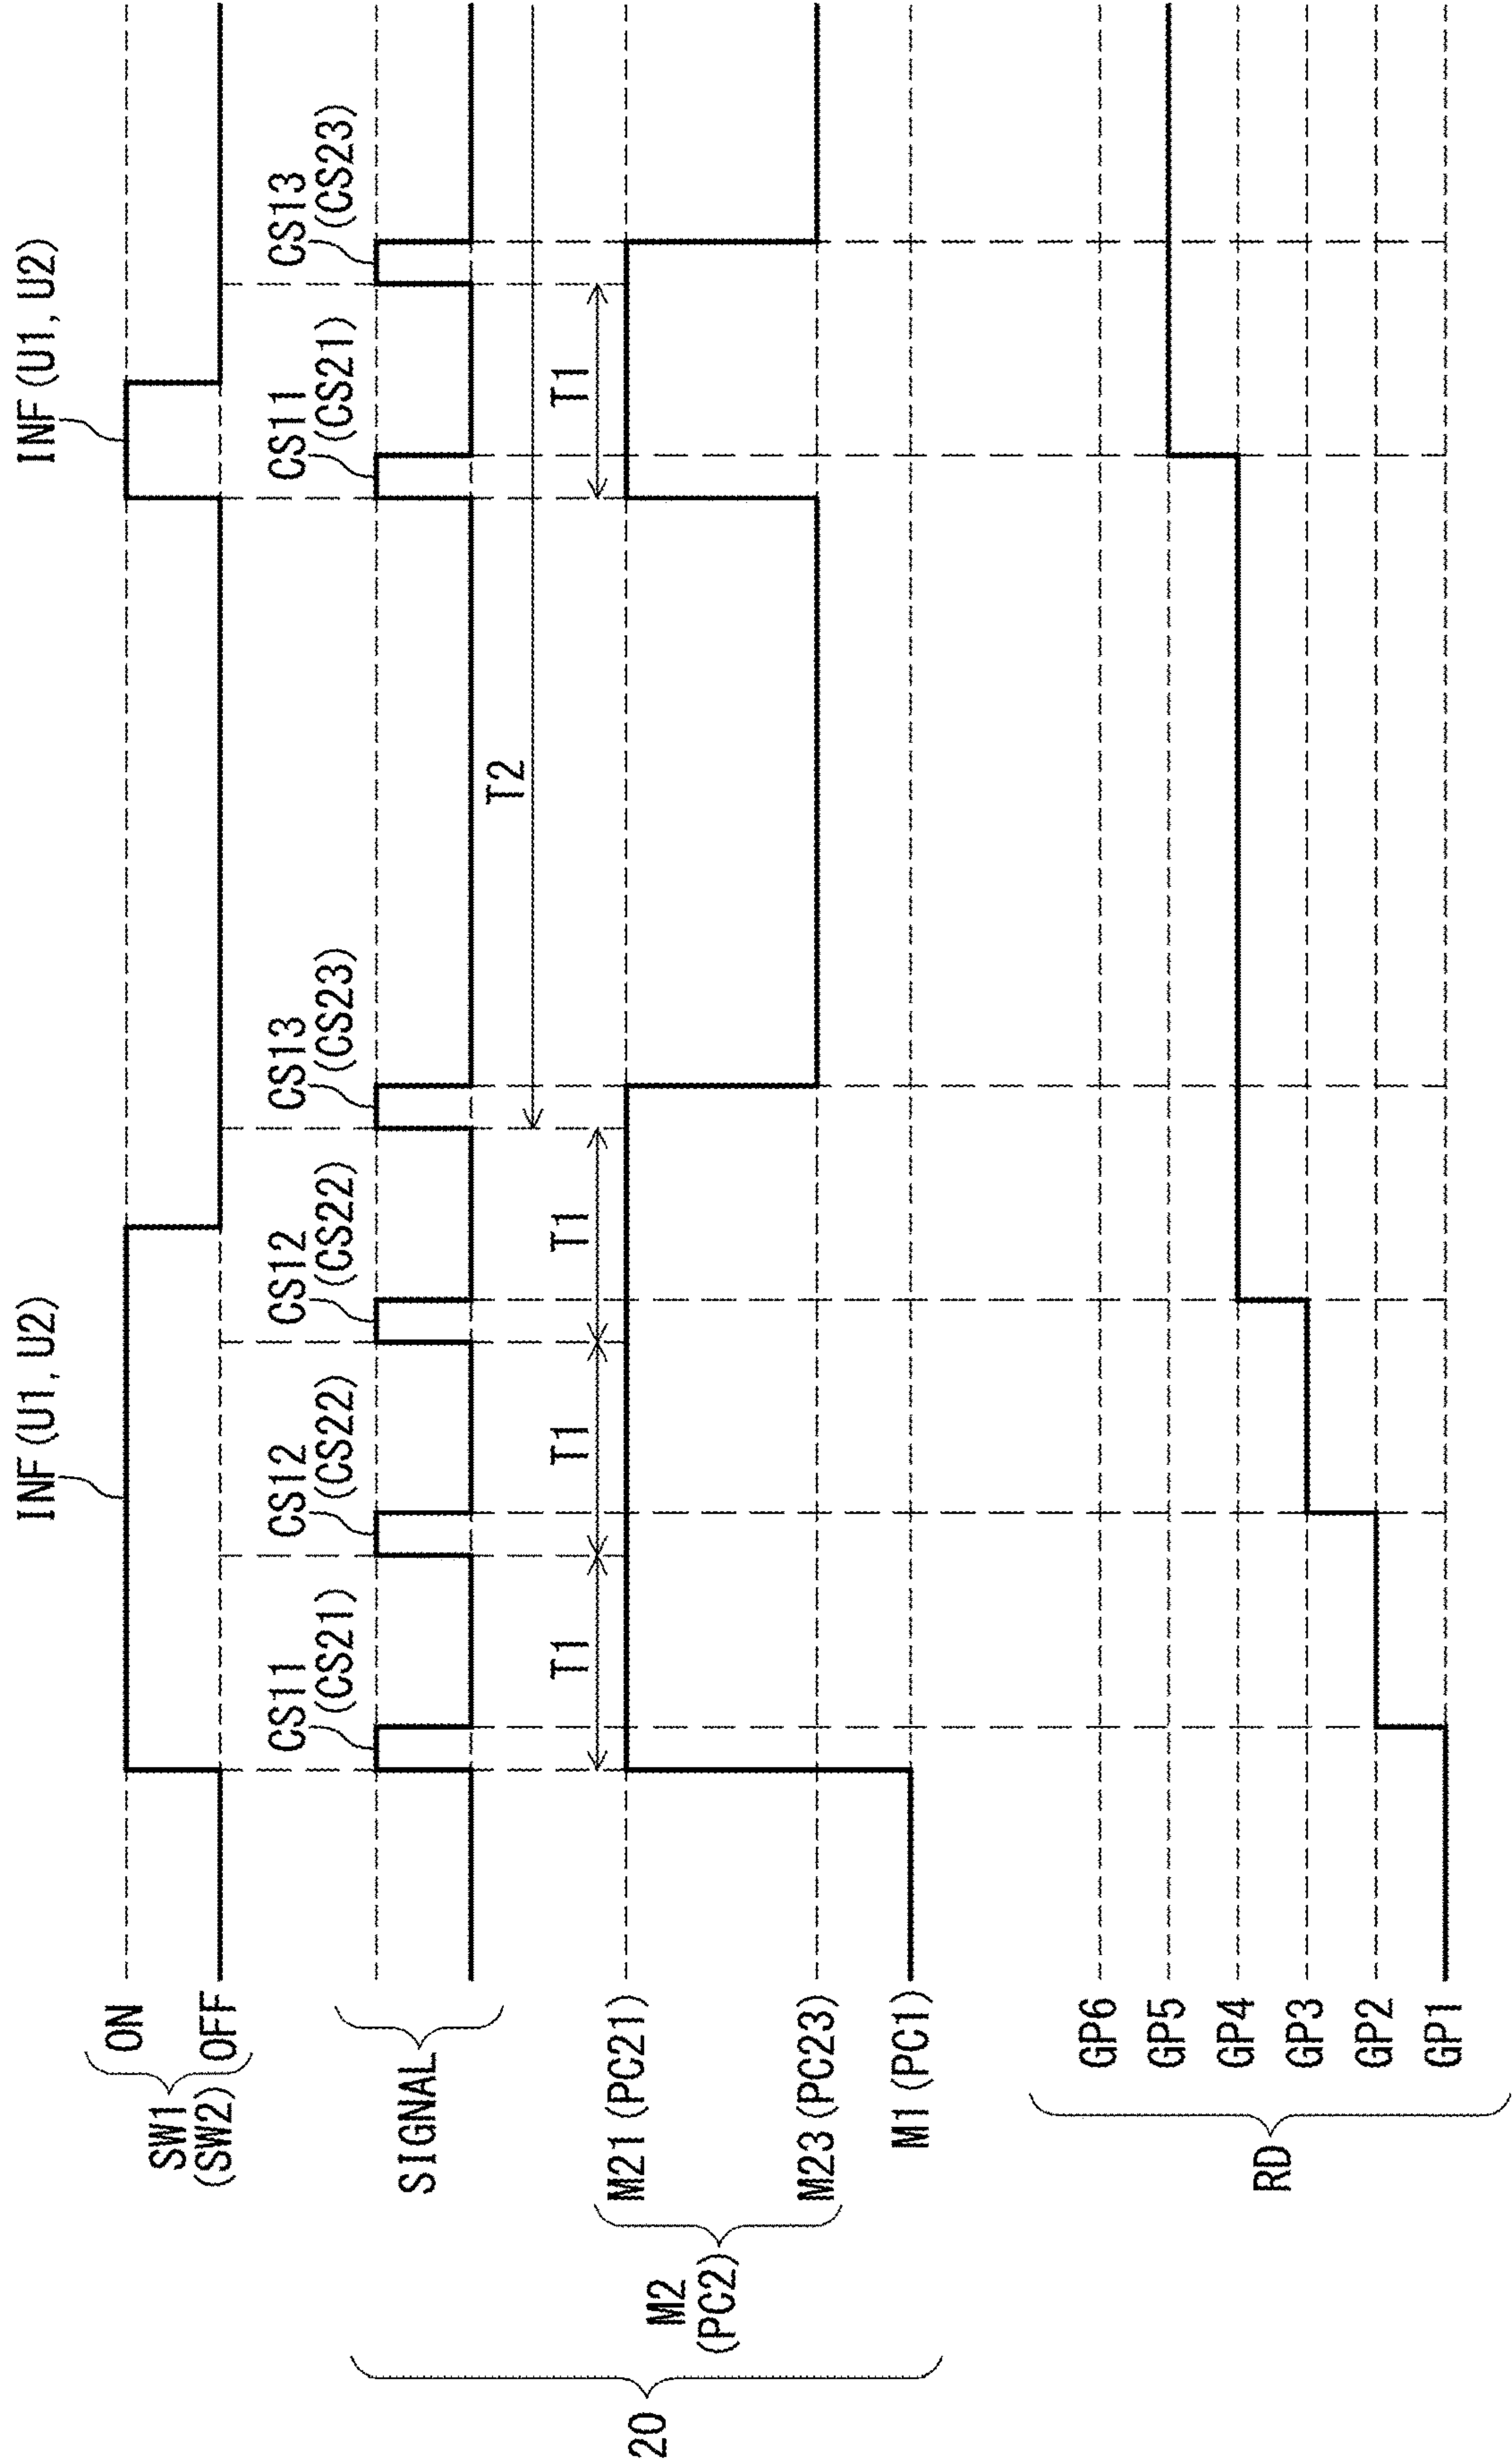 INF (U1, U2)
INF (U1, U2)
ON
OFF
SW1
(SW2)
CS11
(CS21)
CS12
(CS22)
CS12
(CS22)
CS13
(CS23)
CS11
(CS21)
CS13
(CS23)
SIGNAL
T2
T1
T1
T1
T1
M21 (PC21)
M23 (PC23)
M1 (PC1)
M2
(PC2)
20
GP6
GP5
GP4
GP3
GP2
GP1
RD